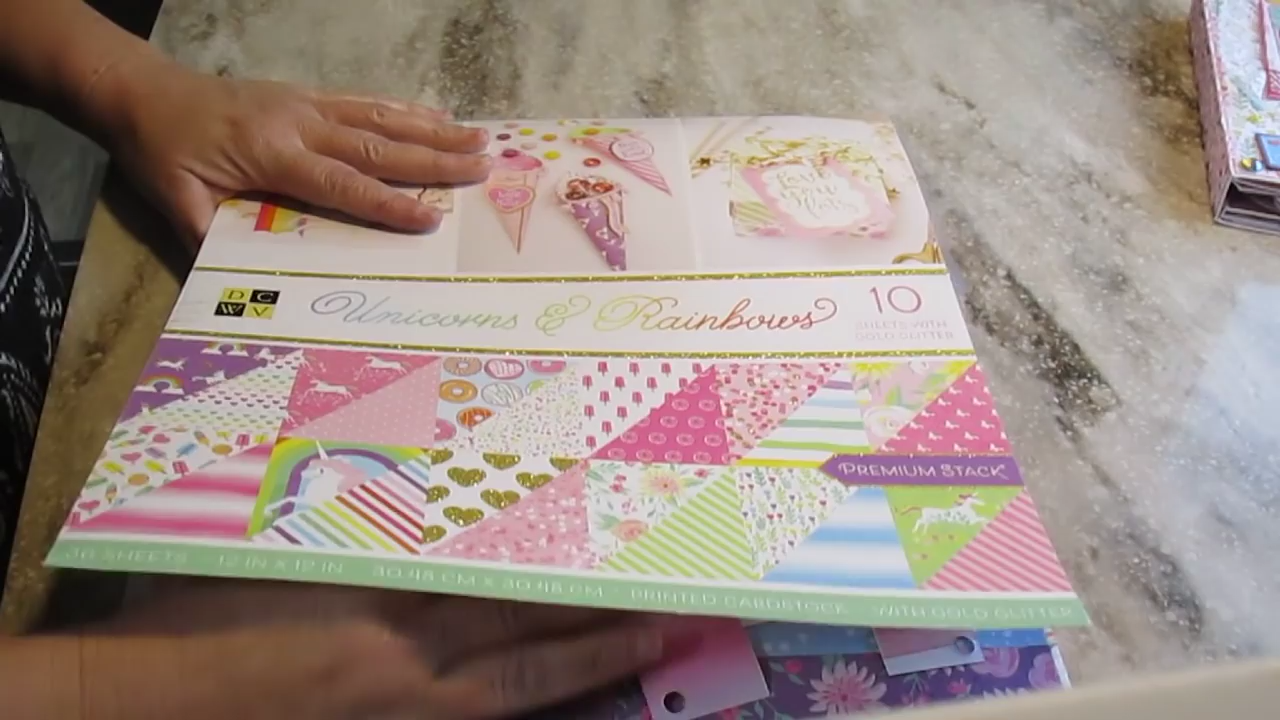 DCWV
Unicorns & Rainbows
10
SHEETS WITH
GOLD GLITTER
PREMIUM STACK
36 SHEETS 12 IN X 12 IN 30.48 CM X 30.48 CM PRINTED CARDSTOCK WITH GOLD GLITTER